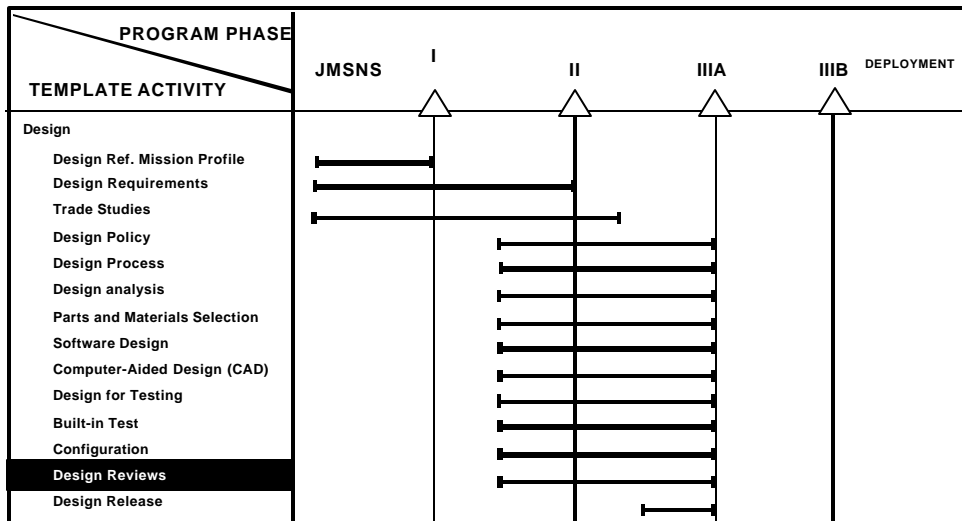 PROGRAM PHASE
TEMPLATE ACTIVITY
JMSNS
I
II
IIIA
IIIB
DEPLOYMENT
Design
Design Ref. Mission Profile
Design Requirements
Trade Studies
Design Policy
Design Process
Design analysis
Parts and Materials Selection
Software Design
Computer-Aided Design (CAD)
Design for Testing
Built-in Test
Configuration
Design Reviews
Design Release